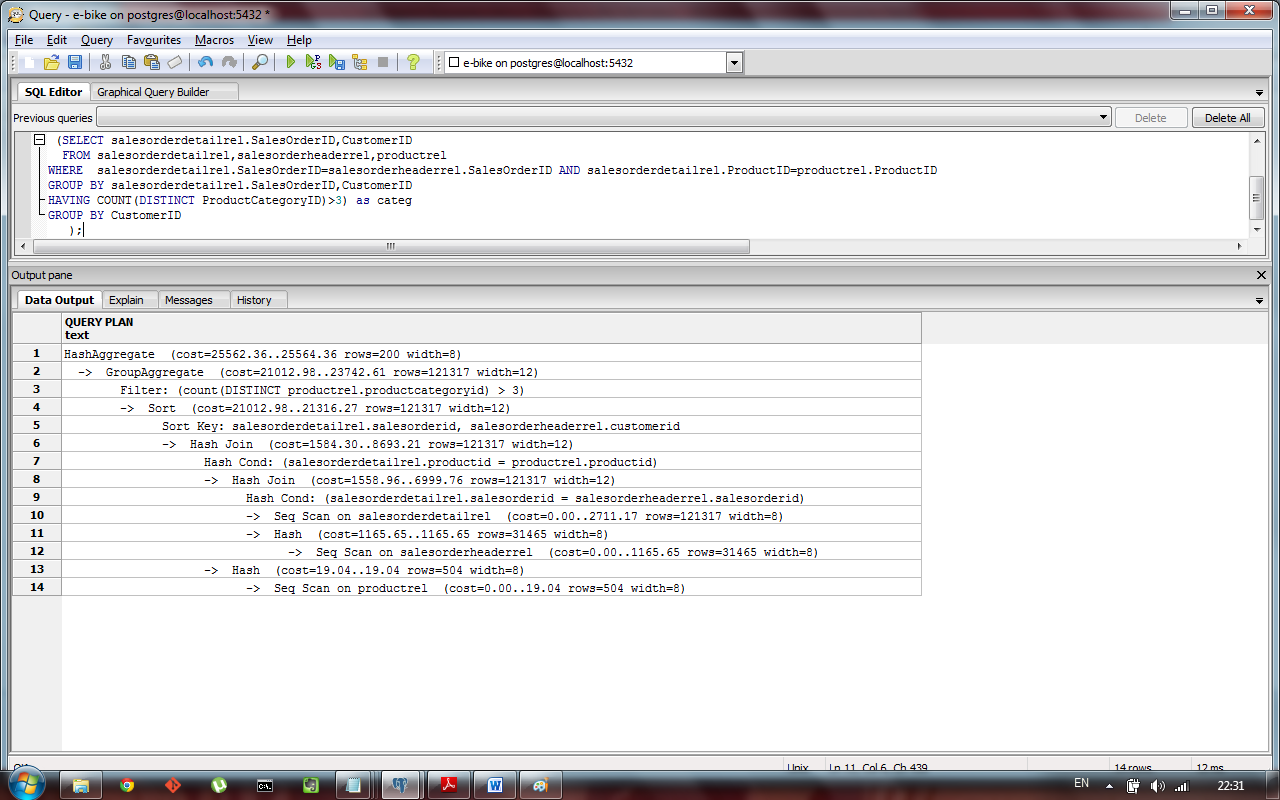 Query - e-bike on postgres@localhost:5432 *
File Edit Query Favourites Macros View Help
e-bike on postgres@localhost:5432
SQL Editor Graphical Query Builder
Previous queries Delete Delete All
(SELECT salesorderdetailrel.SalesOrderID,CustomerID
FROM salesorderdetailrel,salesorderheaderrel,productrel
WHERE salesorderdetailrel.SalesOrderID=salesorderheaderrel.SalesOrderID AND salesorderdetailrel.ProductID=productrel.ProductID
GROUP BY salesorderdetailrel.SalesOrderID,CustomerID
HAVING COUNT(DISTINCT ProductCategoryID)>3) as categ
GROUP BY CustomerID
);
Output pane
Data Output Explain Messages History
QUERY PLAN
text
1 HashAggregate (cost=25562.36..25564.36 rows=200 width=8)
2 -> GroupAggregate (cost=21012.98..23742.61 rows=121317 width=12)
3 Filter: (count(DISTINCT productrel.productcategoryid) > 3)
4 -> Sort (cost=21012.98..21316.27 rows=121317 width=12)
5 Sort Key: salesorderdetailrel.salesorderid, salesorderheaderrel.customerid
6 -> Hash Join (cost=1584.30..8693.21 rows=121317 width=12)
7 Hash Cond: (salesorderdetailrel.productid = productrel.productid)
8 -> Hash Join (cost=1558.96..6999.76 rows=121317 width=12)
9 Hash Cond: (salesorderdetailrel.salesorderid = salesorderheaderrel.salesorderid)
10 -> Seq Scan on salesorderdetailrel (cost=0.00..2711.17 rows=121317 width=8)
11 -> Hash (cost=1165.65..1165.65 rows=31465 width=8)
12 -> Seq Scan on salesorderheaderrel (cost=0.00..1165.65 rows=31465 width=8)
13 -> Hash (cost=19.04..19.04 rows=504 width=8)
14 -> Seq Scan on productrel (cost=0.00..19.04 rows=504 width=8)
Unix Ln 11, Col 6, Ch 439 14 rows 12 ms
EN 22:31